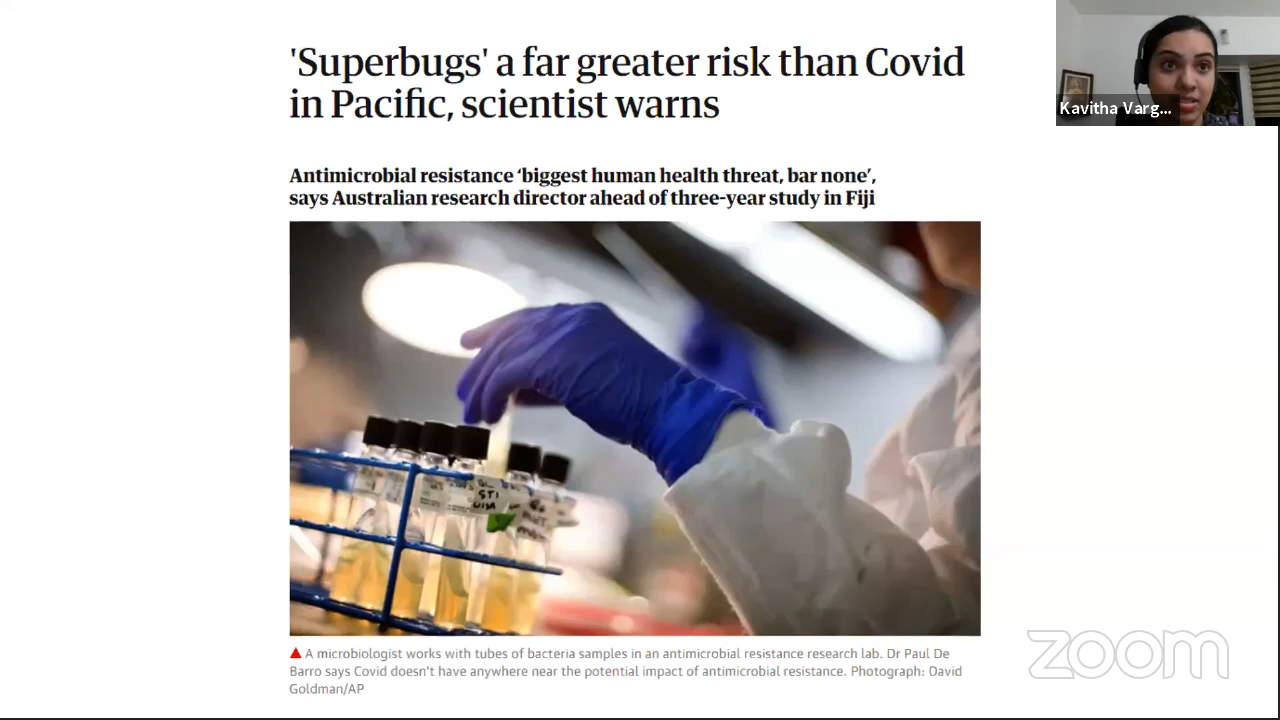 'Superbugs' a far greater risk than Covid
in Pacific, scientist warns
Kavitha Varg...
Antimicrobial resistance ‘biggest human health threat, bar none’,
says Australian research director ahead of three-year study in Fiji
STI
A microbiologist works with tubes of bacteria samples in an antimicrobial resistance research lab. Dr Paul De
Barro says Covid doesn't have anywhere near the potential impact of antimicrobial resistance. Photograph: David
Goldman/AP
zoom